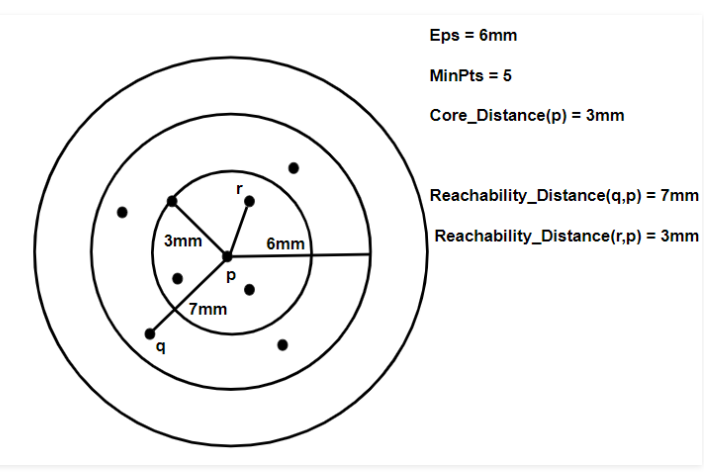 Eps = 6mm
MinPts = 5
Core_Distance(p) = 3mm
Reachability_Distance(q,p) = 7mm
Reachability_Distance(r,p) = 3mm
r
3mm
6mm
p
7mm
q